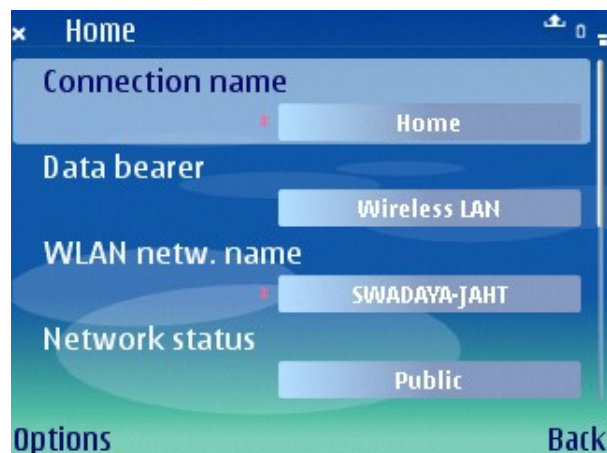 Home
Connection name
* Home
Data bearer
Wireless LAN
WLAN netw. name
* SWADAYA-JAHT
Network status
Public
Options Back